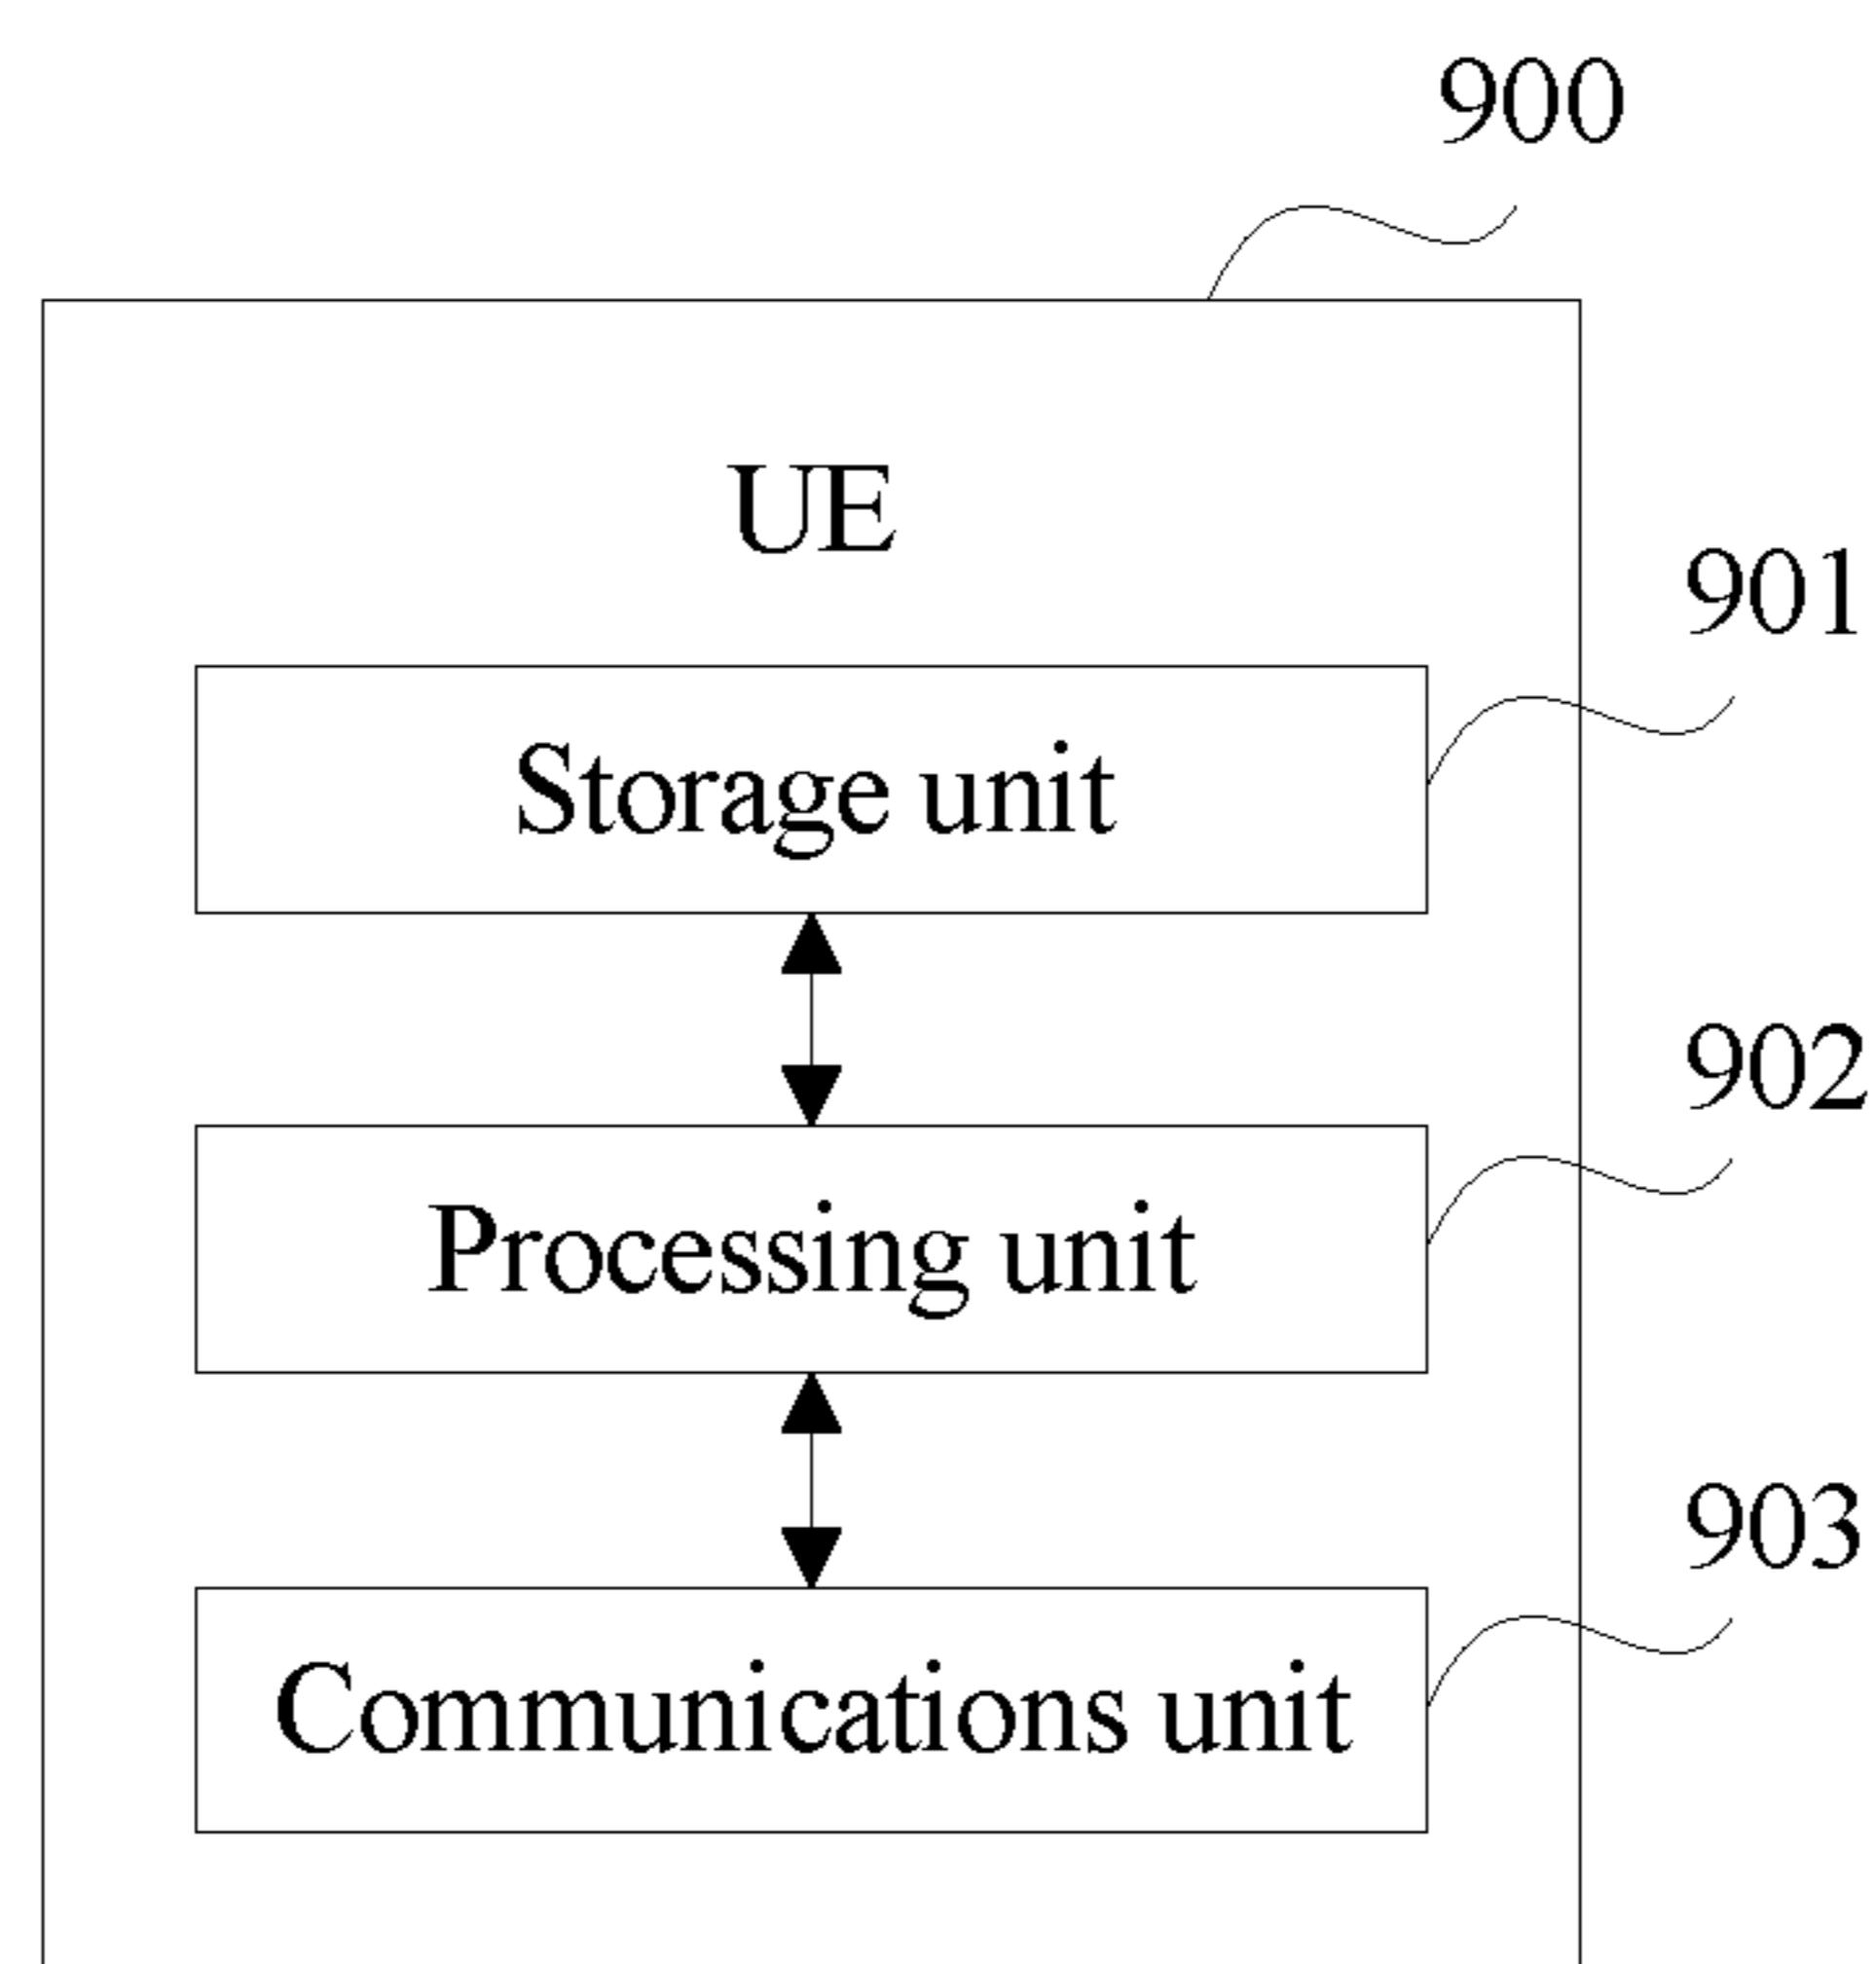 900
UE
901
Storage unit
902
Processing unit
903
Communications unit